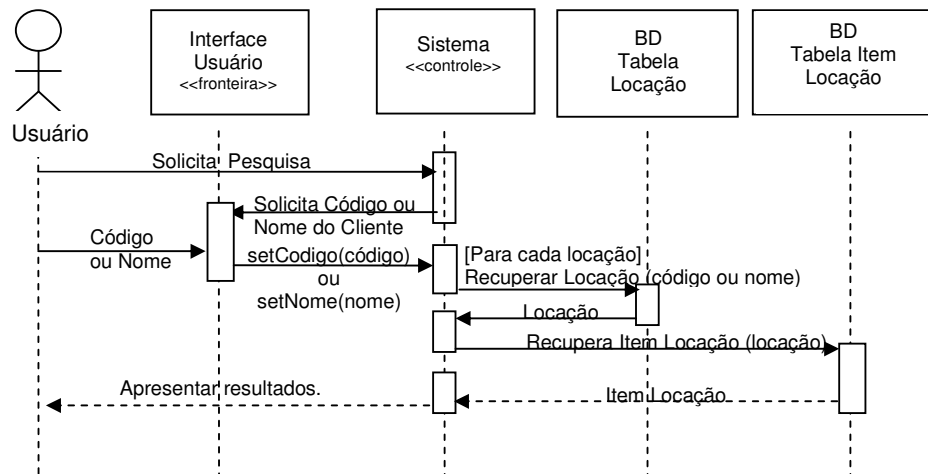 Interface
Usuário
<<fronteira>>
Sistema
<<controle>>
BD
Tabela
Locação
BD
Tabela Item
Locação
Usuário
Solicita Pesquisa
Solicita Código ou
Nome do Cliente
Código
ou Nome
setCodigo(código)
ou
setNome(nome)
[Para cada locação]
Recuperar Locação (código ou nome)
Locação
Recupera Item Locação (locação)
Apresentar resultados.
Item Locação